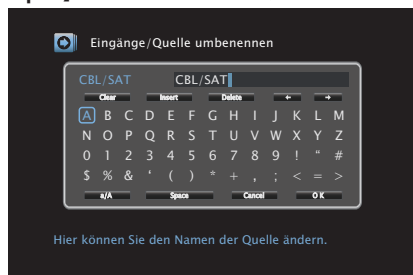 Eingänge/Quelle umbenennen
CBL/SAT CBL/SAT
Clear Insert Delete ← →
A B C D E F G H I J K L M
N O P Q R S T U V W X Y Z
0 1 2 3 4 5 6 7 8 9 ! “ #
$ % & ‘ ( ) * + , ; < = >
a/A Space Cancel OK
Hier können Sie den Namen der Quelle ändern.